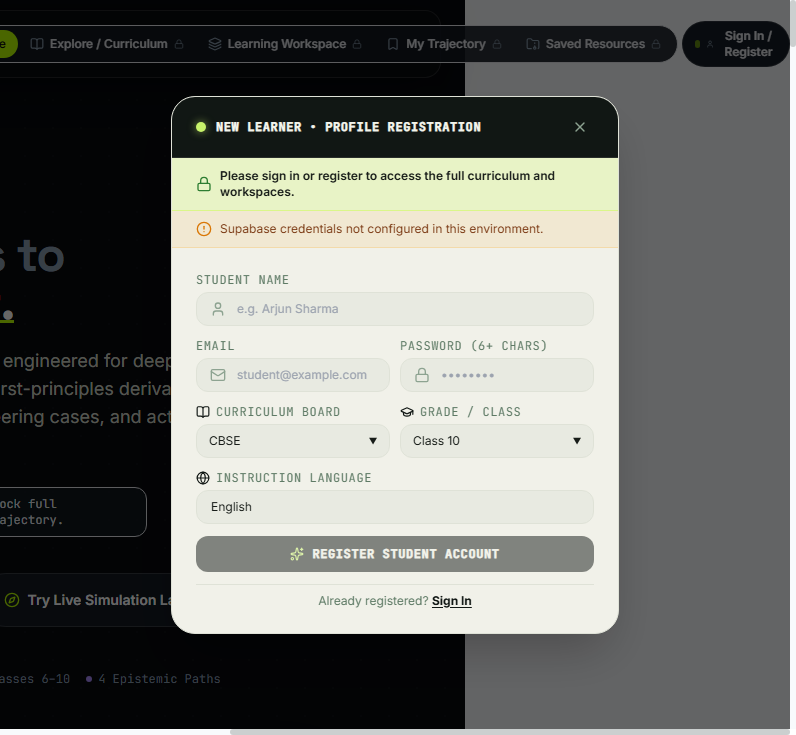 e
Explore / Curriculum
Learning Workspace
My Trajectory
Saved Resources
Sign In /
Register
NEW LEARNER • PROFILE REGISTRATION
Please sign in or register to access the full curriculum and
workspaces.
Supabase credentials not configured in this environment.
s to
.
engineered for deep
rst-principles deriva
eering cases, and act
STUDENT NAME
e.g. Arjun Sharma
EMAIL
PASSWORD (6+ CHARS)
student@example.com
••••••••
CURRICULUM BOARD
GRADE / CLASS
CBSE
Class 10
INSTRUCTION LANGUAGE
English
ock full
ajectory.
REGISTER STUDENT ACCOUNT
Already registered? Sign In
Try Live Simulation La
asses 6–10
4 Epistemic Paths